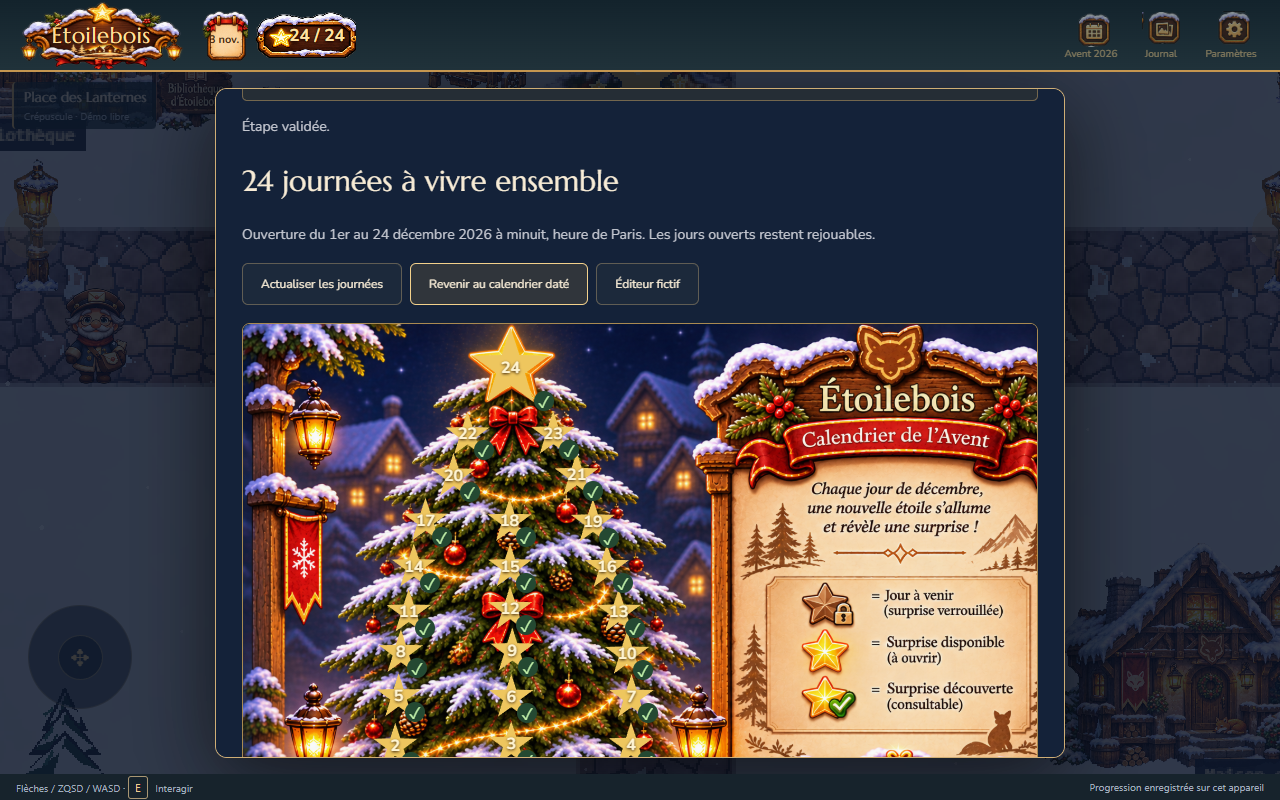 Étoilebois
3 nov.
24 / 24
Avent 2026
Journal
Paramètres
Place des Lanternes
Crépuscule · Démo libre
Bibliothèque
d'Étoilebo
iothèque
Étape validée.
24 journées à vivre ensemble
Ouverture du 1er au 24 décembre 2026 à minuit, heure de Paris. Les jours ouverts restent rejouables.
Actualiser les journées
Revenir au calendrier daté
Éditeur fictif
24
22
23
20
21
17
18
19
14
15
16
11
12
13
8
9
10
5
6
7
2
3
4
Étoilebois
Calendrier de l'Avent
Chaque jour de décembre,
une nouvelle étoile s'allume
et révèle une surprise !
= Jour à venir
(surprise verrouillée)
= Surprise disponible
(à ouvrir)
= Surprise découverte
(consultable)
Flèches / ZQSD / WASD · E Interagir
Progression enregistrée sur cet appareil